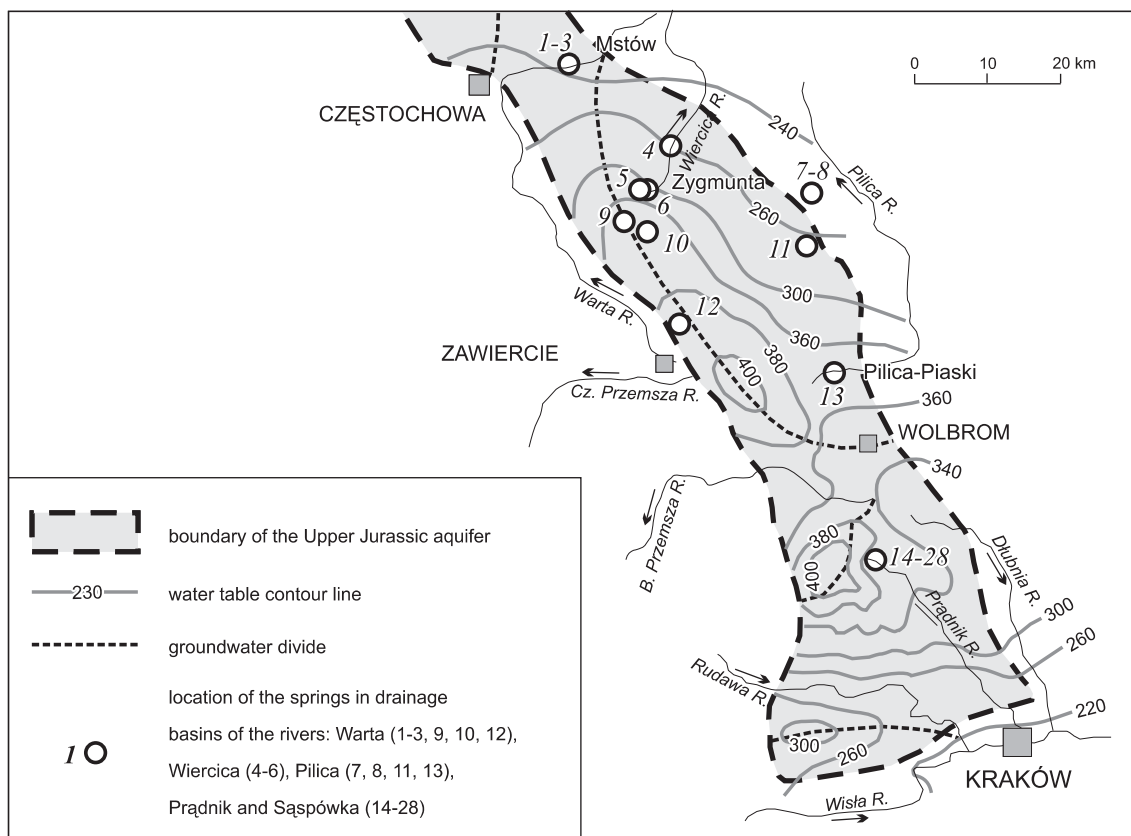 1-3
Mstów
0 10 20 km
CZĘSTOCHOWA
240
4
Wiercica R.
7-8
Pilica R.
5
Zygmunta
6
260
9
10
11
300
Warta R.
12
360
ZAWIERCIE
380
400
Pilica-Piaski
13
Cz. Przemsza R.
360
WOLBROM
340
B. Przemsza R.
380
400
14-28
Dłubnia R.
Prądnik R.
300
260
Rudawa R.
220
300
260
KRAKÓW
Wisła R.
boundary of the Upper Jurassic aquifer
230
water table contour line
groundwater divide
location of the springs in drainage
basins of the rivers: Warta (1-3, 9, 10, 12),
1
Wiercica (4-6), Pilica (7, 8, 11, 13),
Prądnik and Sąspówka (14-28)